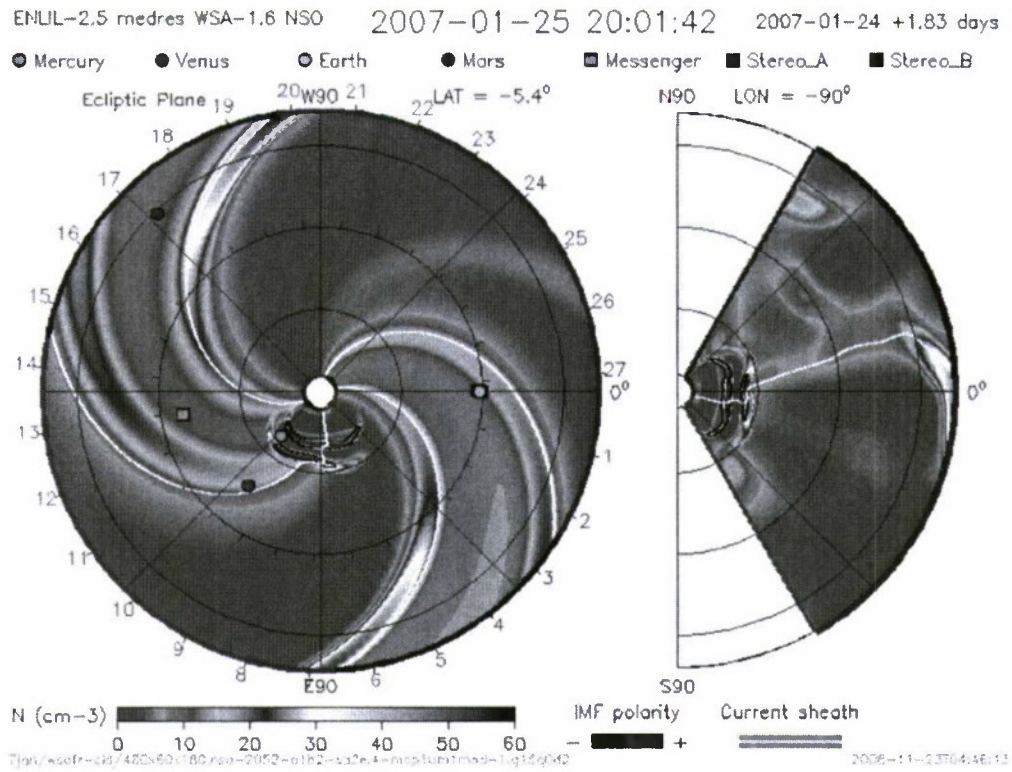 ENLIL-2.5 medres WSA-1.6 NSO 2007-01-25 20:01:42 2007-01-24 +1.83 days
Mercury Venus Earth Mars Messenger Stereo_A Stereo_B
Ecliptic Plane W90 LAT = -5.4° N90 LON = -90°
19 20 21 22
18 23
17 24
16 25
15 26
14 27
0° 0°
13 1
12 2
11 3
10 4
9 5
8 6
E90 S90
N (cm-3) IMF polarity Current sheath
- +
0 10 20 30 40 50 60